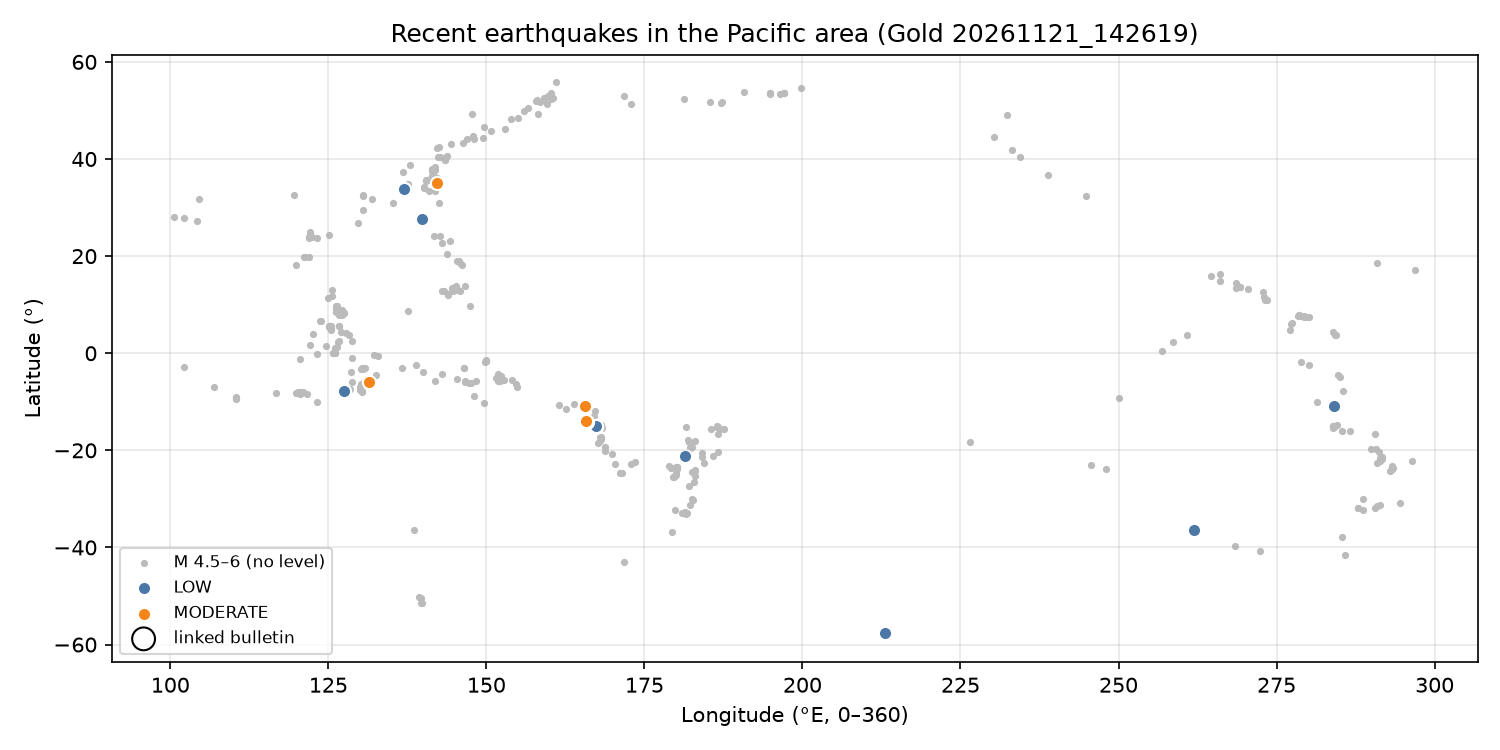 Recent earthquakes in the Pacific area (Gold 20261121_142619)
60
40
20
0
−20
−40
−60
Latitude (°)
M 4.5–6 (no level)
LOW
MODERATE
linked bulletin
100
125
150
175
200
225
250
275
300
Longitude (°E, 0–360)